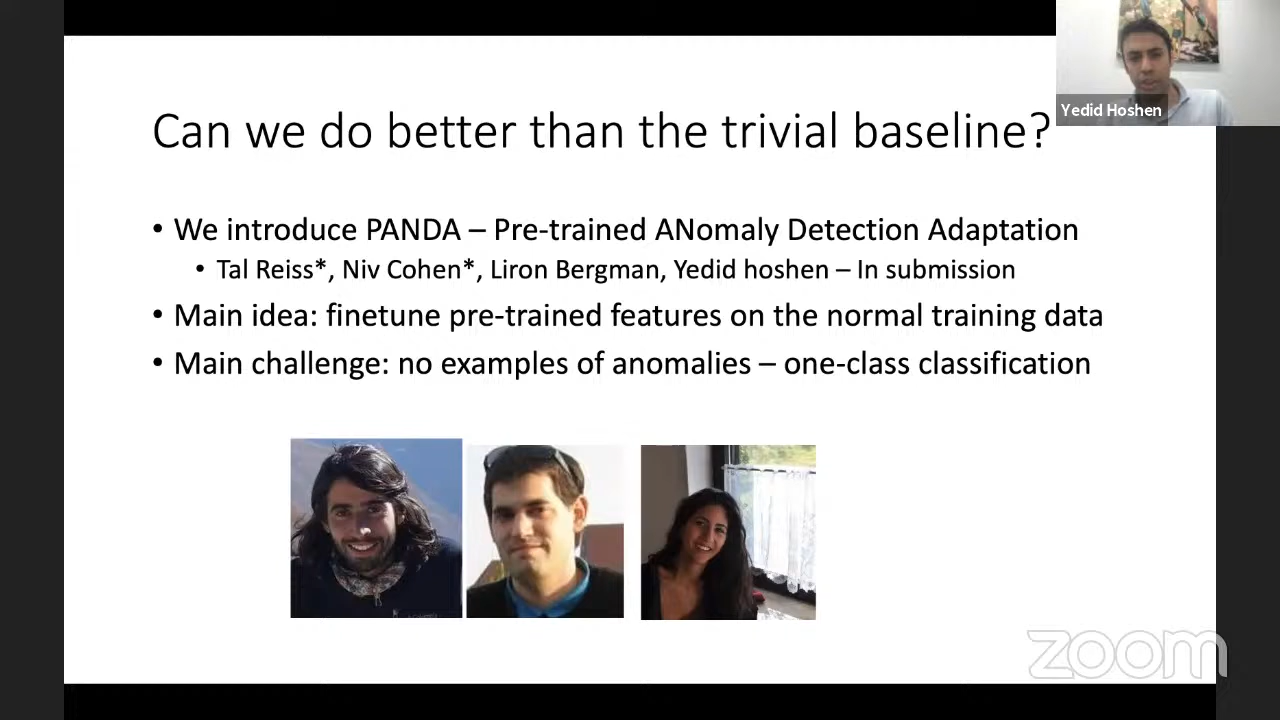 Yedid Hoshen
Can we do better than the trivial baseline?
• We introduce PANDA – Pre-trained ANomaly Detection Adaptation
• Tal Reiss*, Niv Cohen*, Liron Bergman, Yedid hoshen – In submission
• Main idea: finetune pre-trained features on the normal training data
• Main challenge: no examples of anomalies – one-class classification
zoom